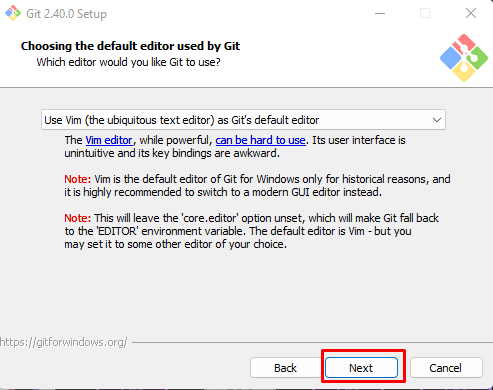 Git 2.40.0 Setup
Choosing the default editor used by Git
Which editor would you like Git to use?
Use Vim (the ubiquitous text editor) as Git's default editor
The Vim editor, while powerful, can be hard to use. Its user interface is
unintuitive and its key bindings are awkward.
Note: Vim is the default editor of Git for Windows only for historical reasons, and
it is highly recommended to switch to a modern GUI editor instead.
Note: This will leave the 'core.editor' option unset, which will make Git fall back
to the 'EDITOR' environment variable. The default editor is Vim - but you
may set it to some other editor of your choice.
https://gitforwindows.org/
Back Next Cancel